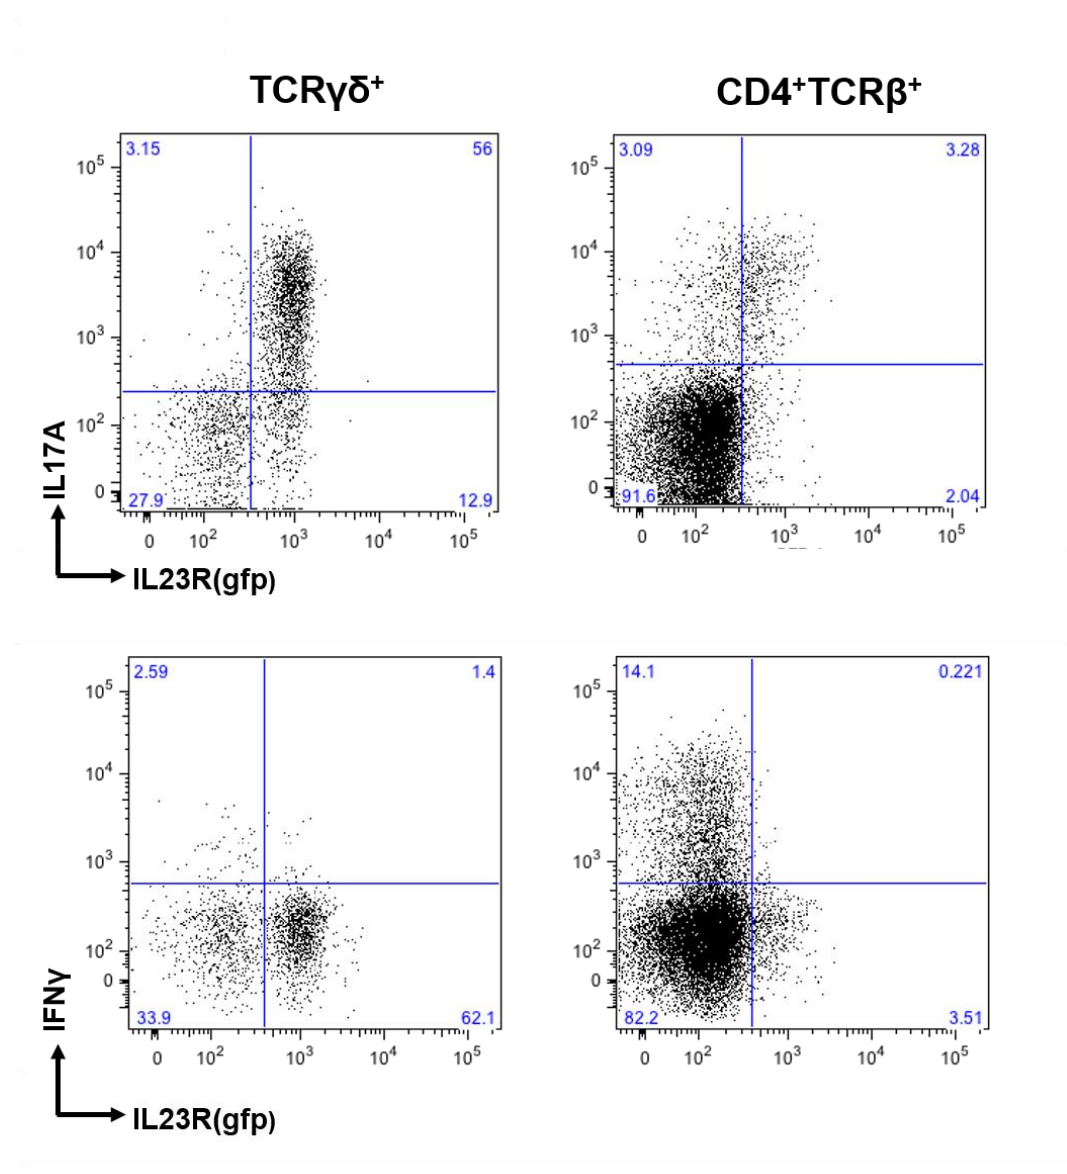 TCRγδ⁺ CD4⁺TCRβ⁺
3.15 56 3.09 3.28
10⁵ 10⁵
10⁴ 10⁴
10³ 10³
10² 10²
0 0
27.9 12.9 91.6 2.04
0 10² 10³ 10⁴ 10⁵ 0 10² 10³ 10⁴ 10⁵
IL17A
IL23R(gfp)
2.59 1.4 14.1 0.221
10⁵ 10⁵
10⁴ 10⁴
10³ 10³
10² 10²
0 0
33.9 62.1 82.2 3.51
0 10² 10³ 10⁴ 10⁵ 0 10² 10³ 10⁴ 10⁵
IFNγ
IL23R(gfp)